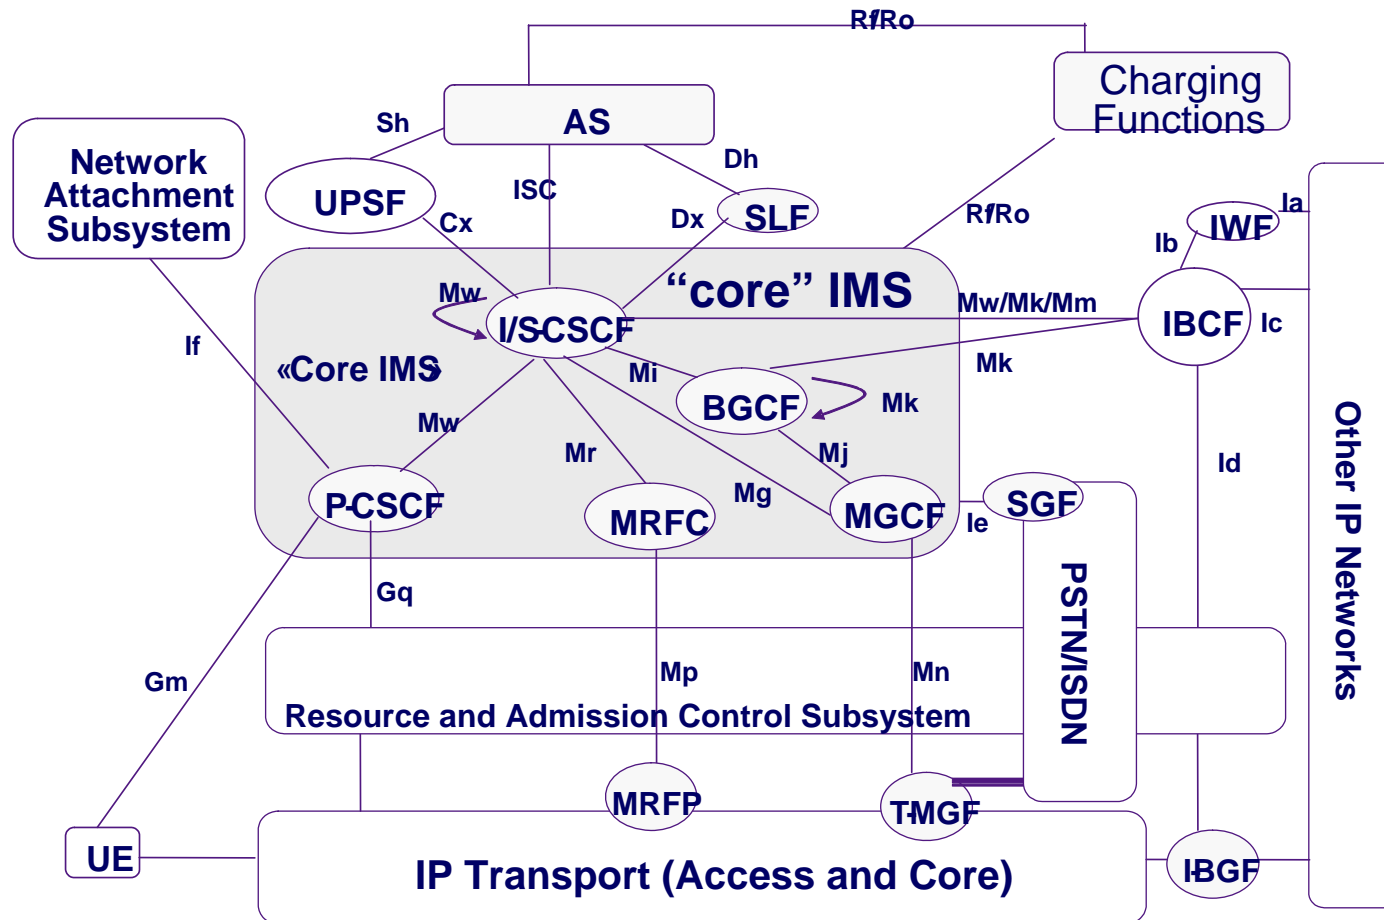 Rf/Ro
Charging
Functions
AS
Sh
Network
Attachment
Subsystem
Dh
UPSF
ISC
SLF
Cx
Dx
Rf/Ro
Ia
IWF
Ib
“core” IMS
Mw
Mw/Mk/Mm
I/S-CSCF
IBCF
Ic
If
«Core IMS»
Mi
Mk
BGCF
Mk
Mw
Mr
Mj
Id
Other IP Networks
Mg
P-CSCF
MRFC
MGCF
Ie
SGF
Gq
PSTN/ISDN
Gm
Mp
Mn
Resource and Admission Control Subsystem
MRFP
T-MGF
UE
IP Transport (Access and Core)
I-BGF